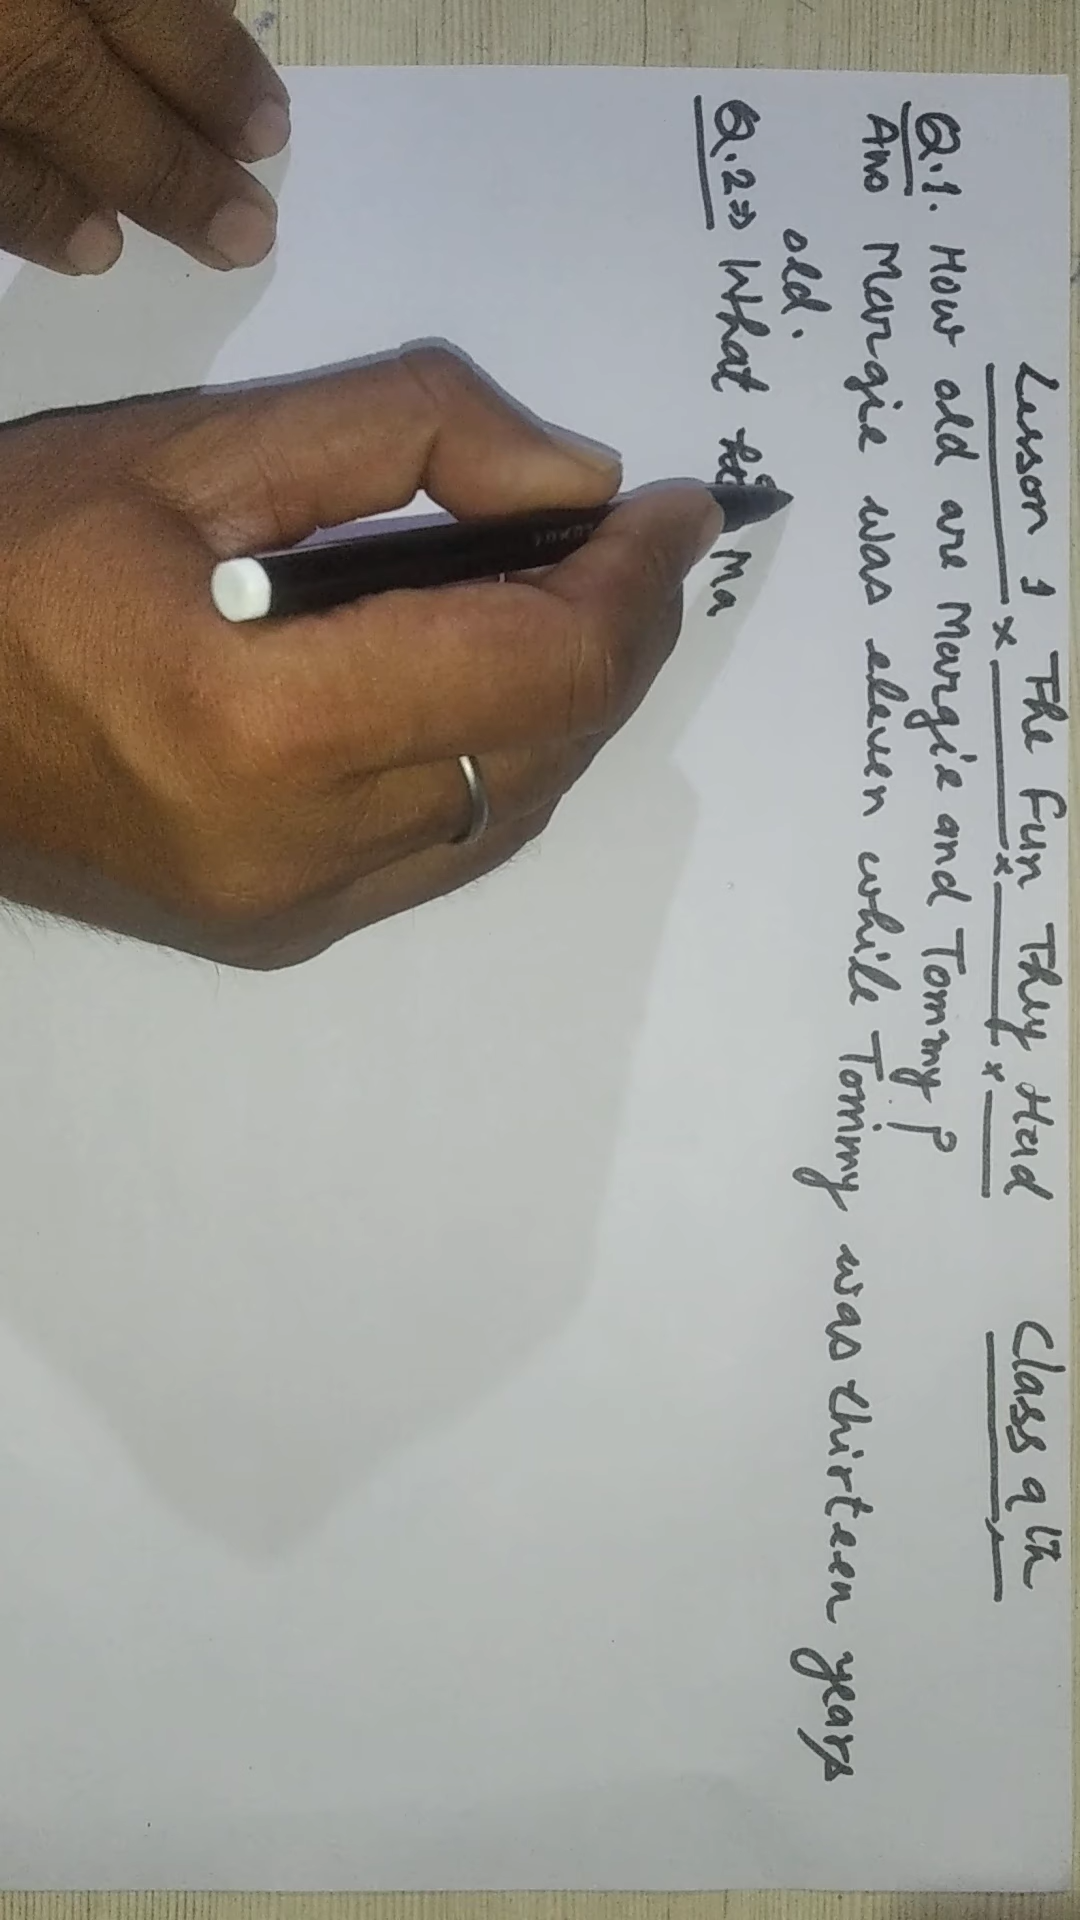 Lesson 1 The Fun They Had Class 9th
Q.1. How old are Margie and Tommy?
Ans Margie was eleven while Tommy was thirteen years
old.
Q.2⇒ What Ma